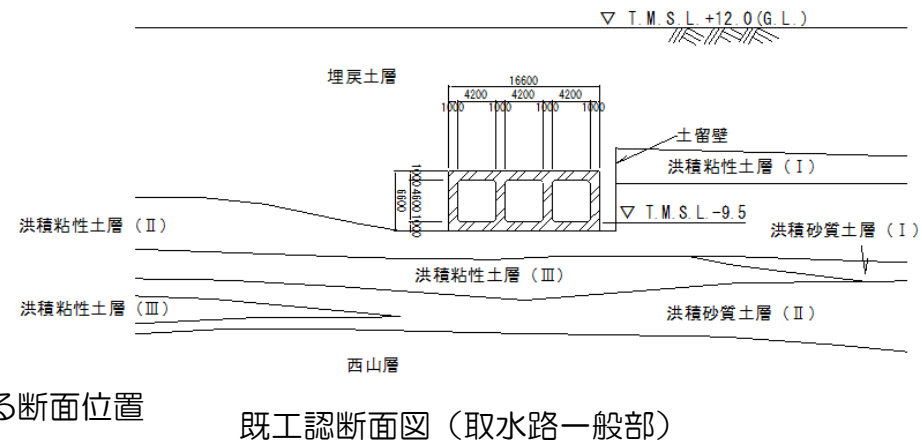 ▽ T.M.S.L.+12.0(G.L.)
埋戻土層
16600
4200 4200 4200
1000 1000 1000 1000
土留壁
洪積粘性土層（Ⅰ）
1000
6600
4600
1000
▽ T.M.S.L.-9.5
洪積粘性土層（Ⅱ）
洪積砂質土層（Ⅰ）
洪積粘性土層（Ⅲ）
洪積粘性土層（Ⅲ）
洪積砂質土層（Ⅱ）
西山層
る断面位置
既工認断面図（取水路一般部）